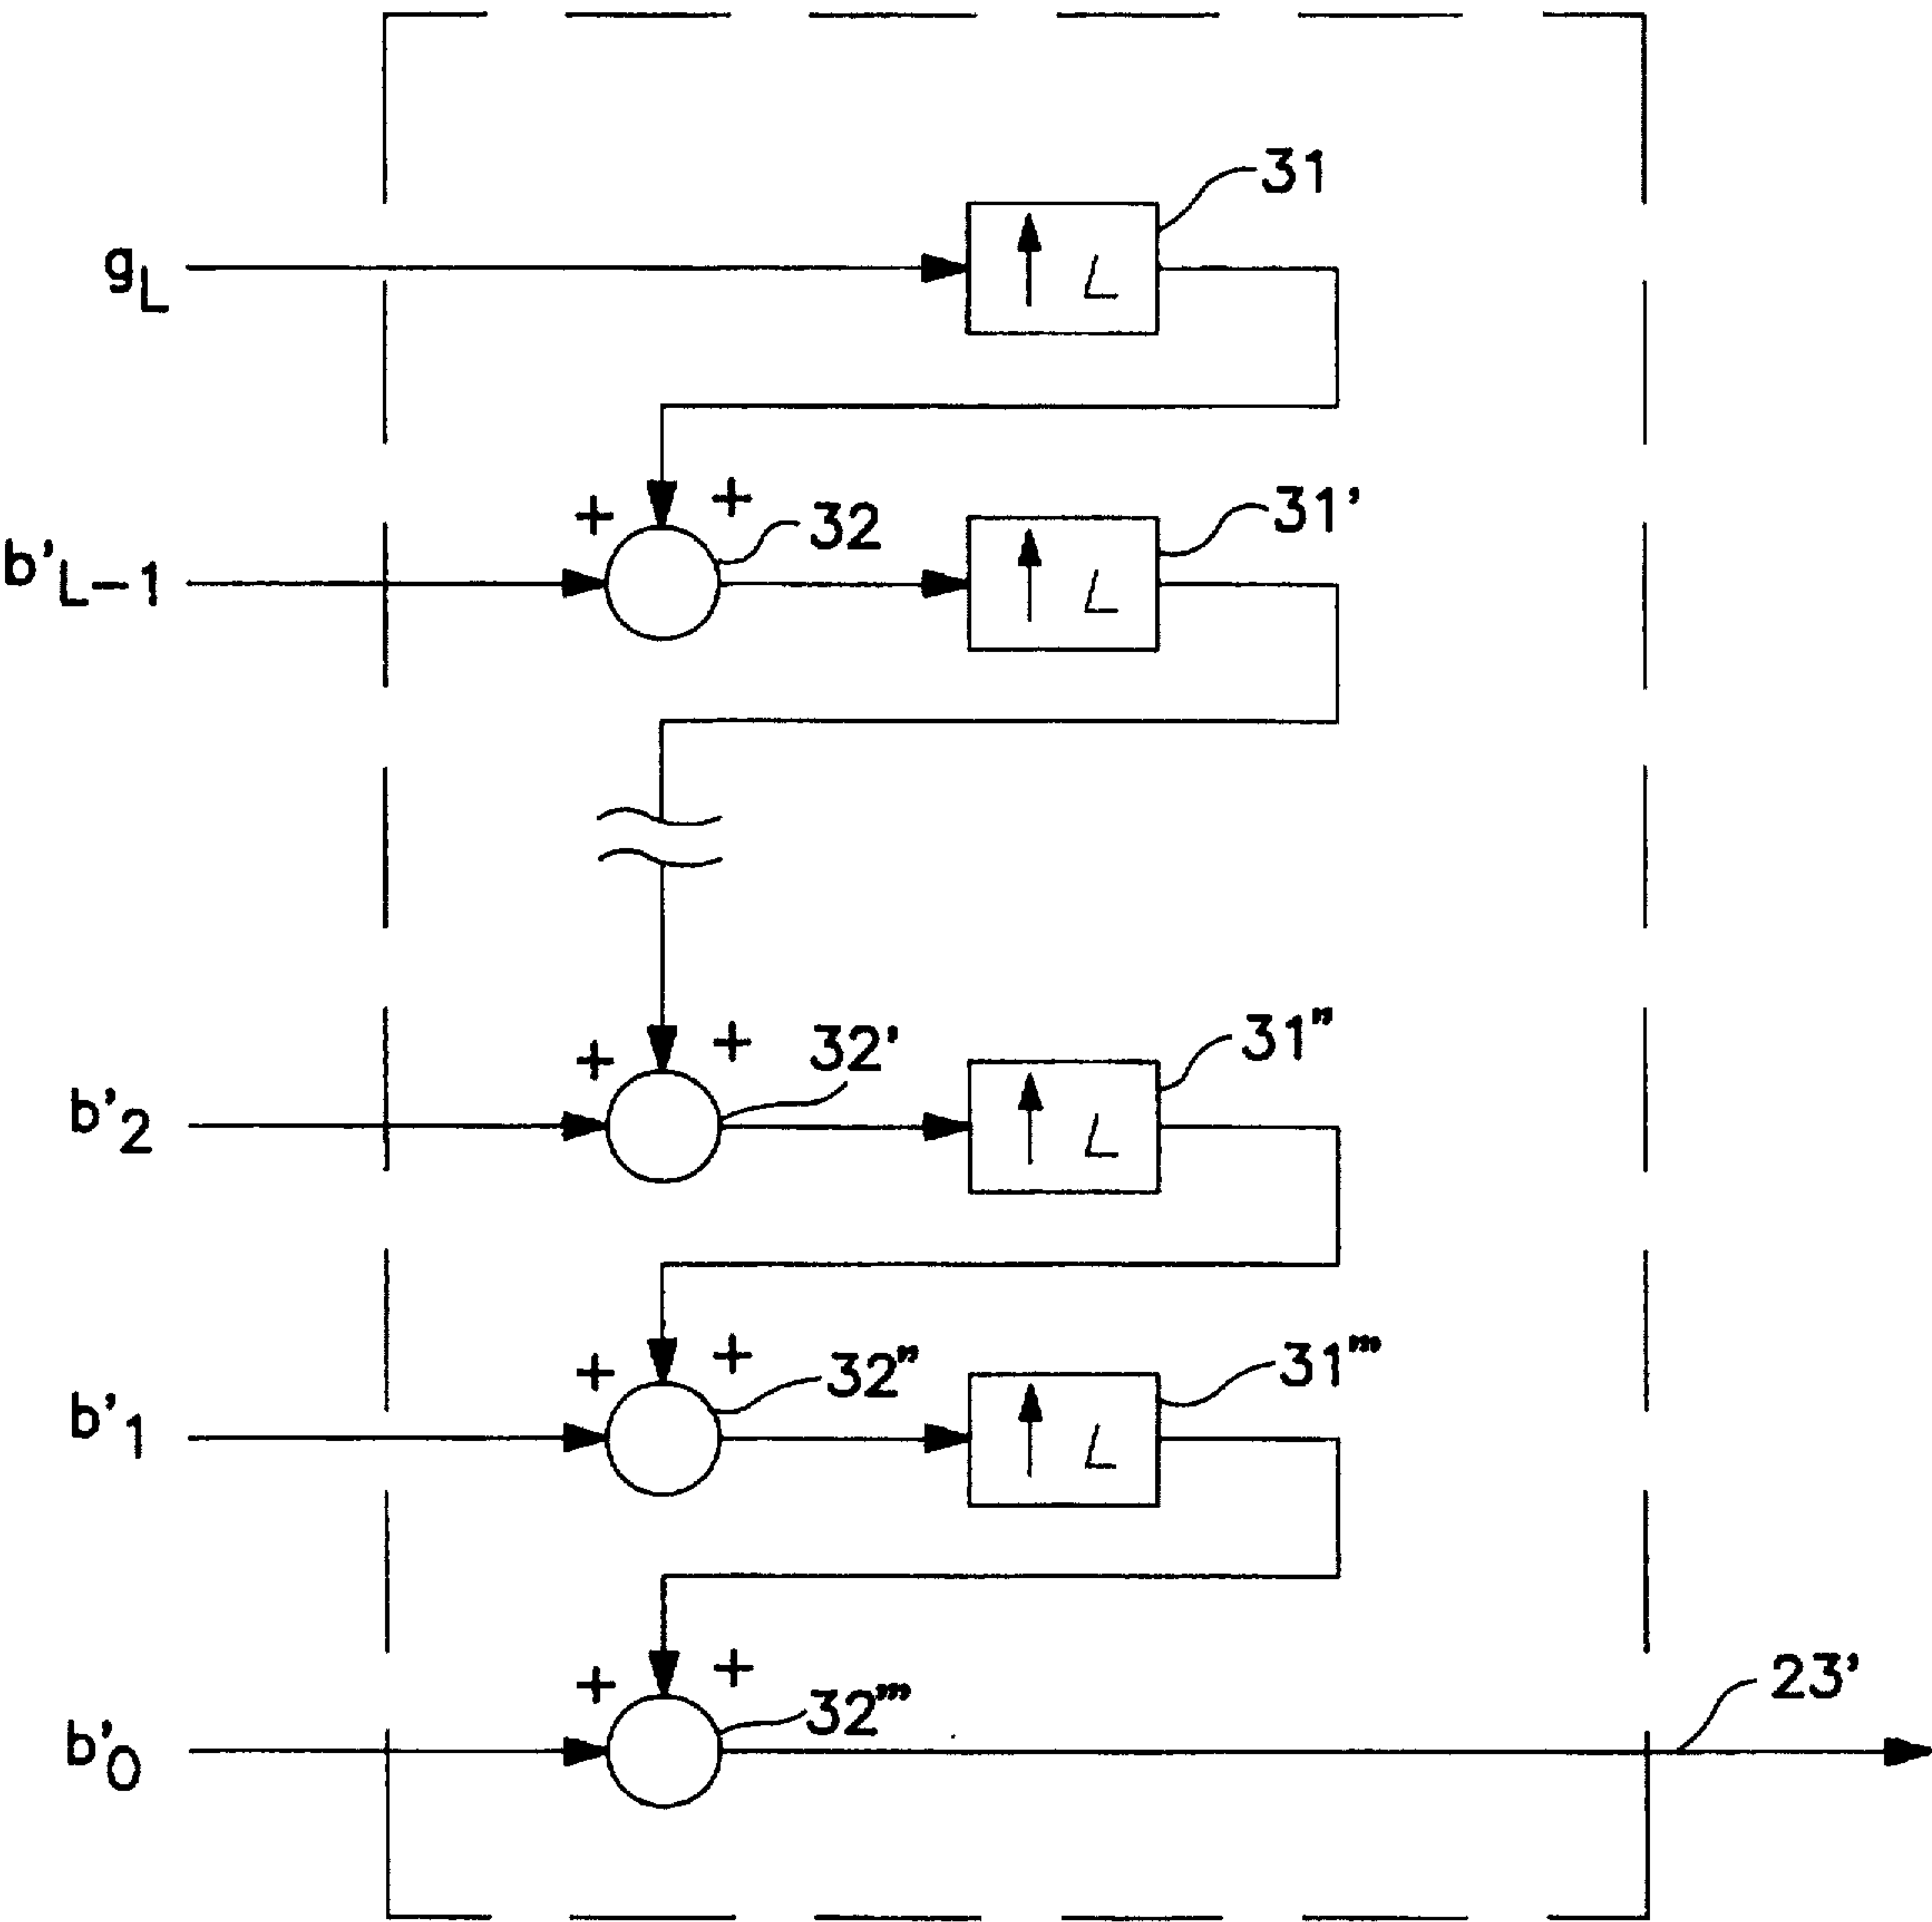 31
g_L
↑ L
+ + 32 31'
b'_L-1
↑ L
+ + 32' 31"
b'_2
↑ L
+ + 32" 31'''
b'_1
↑ L
+ + 32''' 23'
b'_0